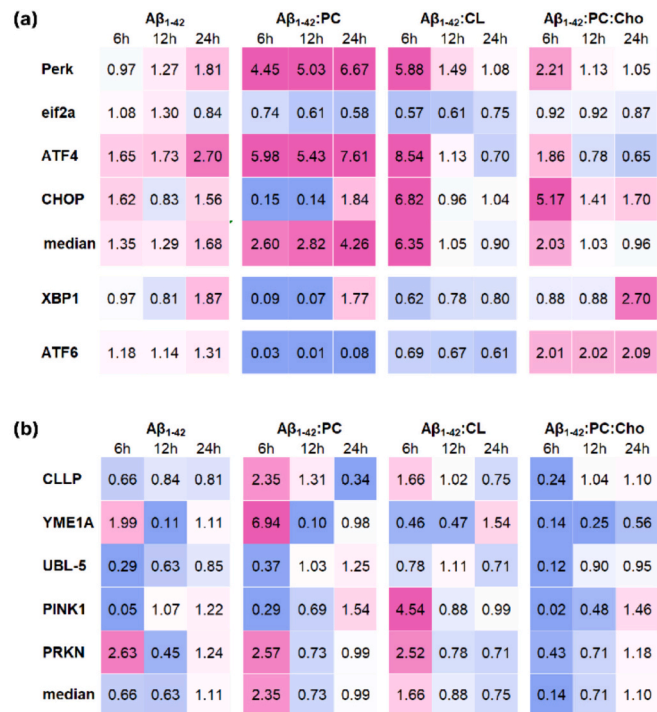 (a) Aβ1-42 Aβ1-42:PC Aβ1-42:CL Aβ1-42:PC:Cho
6h 12h 24h 6h 12h 24h 6h 12h 24h 6h 12h 24h
Perk 0.97 1.27 1.81 4.45 5.03 6.67 5.88 1.49 1.08 2.21 1.13 1.05
eif2a 1.08 1.30 0.84 0.74 0.61 0.58 0.57 0.61 0.75 0.92 0.92 0.87
ATF4 1.65 1.73 2.70 5.98 5.43 7.61 8.54 1.13 0.70 1.86 0.78 0.65
CHOP 1.62 0.83 1.56 0.15 0.14 1.84 6.82 0.96 1.04 5.17 1.41 1.70
median 1.35 1.29 1.68 2.60 2.82 4.26 6.35 1.05 0.90 2.03 1.03 0.96
XBP1 0.97 0.81 1.87 0.09 0.07 1.77 0.62 0.78 0.80 0.88 0.88 2.70
ATF6 1.18 1.14 1.31 0.03 0.01 0.08 0.69 0.67 0.61 2.01 2.02 2.09
(b) Aβ1-42 Aβ1-42:PC Aβ1-42:CL Aβ1-42:PC:Cho
6h 12h 24h 6h 12h 24h 6h 12h 24h 6h 12h 24h
CLLP 0.66 0.84 0.81 2.35 1.31 0.34 1.66 1.02 0.75 0.24 1.04 1.10
YME1A 1.99 0.11 1.11 6.94 0.10 0.98 0.46 0.47 1.54 0.14 0.25 0.56
UBL-5 0.29 0.63 0.85 0.37 1.03 1.25 0.78 1.11 0.71 0.12 0.90 0.95
PINK1 0.05 1.07 1.22 0.29 0.69 1.54 4.54 0.88 0.99 0.02 0.48 1.46
PRKN 2.63 0.45 1.24 2.57 0.73 0.99 2.52 0.78 0.71 0.43 0.71 1.18
median 0.66 0.63 1.11 2.35 0.73 0.99 1.66 0.88 0.75 0.14 0.71 1.10